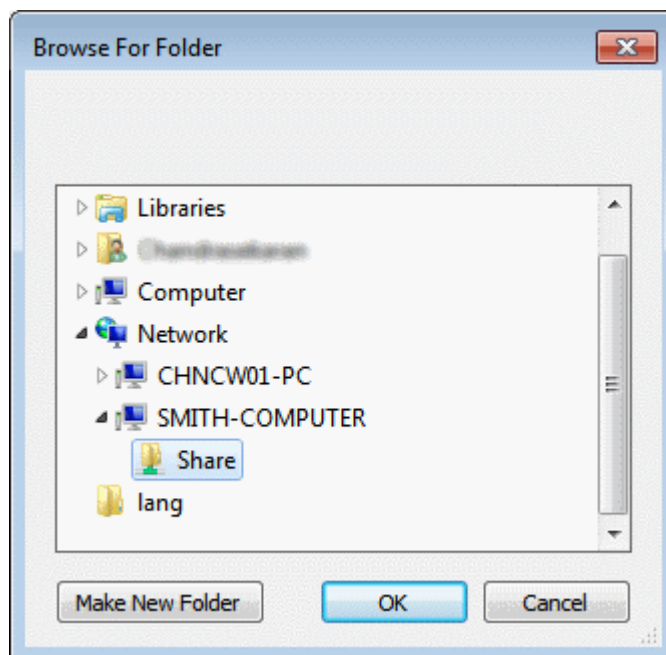 Browse For Folder
Libraries
Computer
Network
CHNCW01-PC
SMITH-COMPUTER
Share
lang
Make New Folder OK Cancel